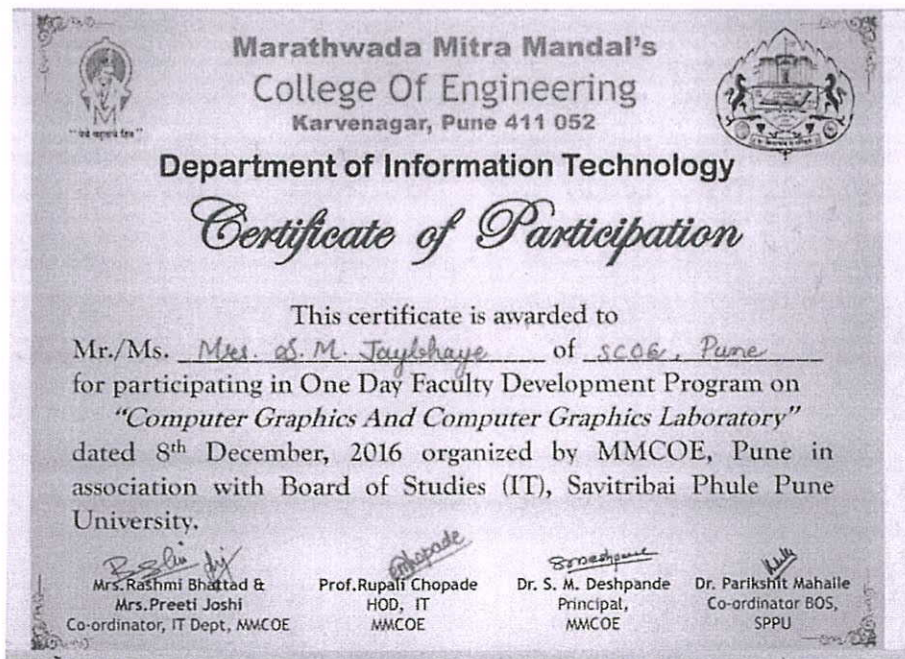 Marathwada Mitra Mandal's
College Of Engineering
Karvenagar, Pune 411 052
Department of Information Technology
Certificate of Participation
This certificate is awarded to
Mr./Ms. Mrs. S. M. Jaybhaye of SCOE, Pune
for participating in One Day Faculty Development Program on
"Computer Graphics And Computer Graphics Laboratory"
dated 8th December, 2016 organized by MMCOE, Pune in
association with Board of Studies (IT), Savitribai Phule Pune
University.
Mrs.Rashmi Bhattad &
Mrs.Preeti Joshi
Co-ordinator, IT Dept, MMCOE
Prof.Rupali Chopade
HOD, IT
MMCOE
Dr. S. M. Deshpande
Principal,
MMCOE
Dr. Parikshit Mahalle
Co-ordinator BOS,
SPPU